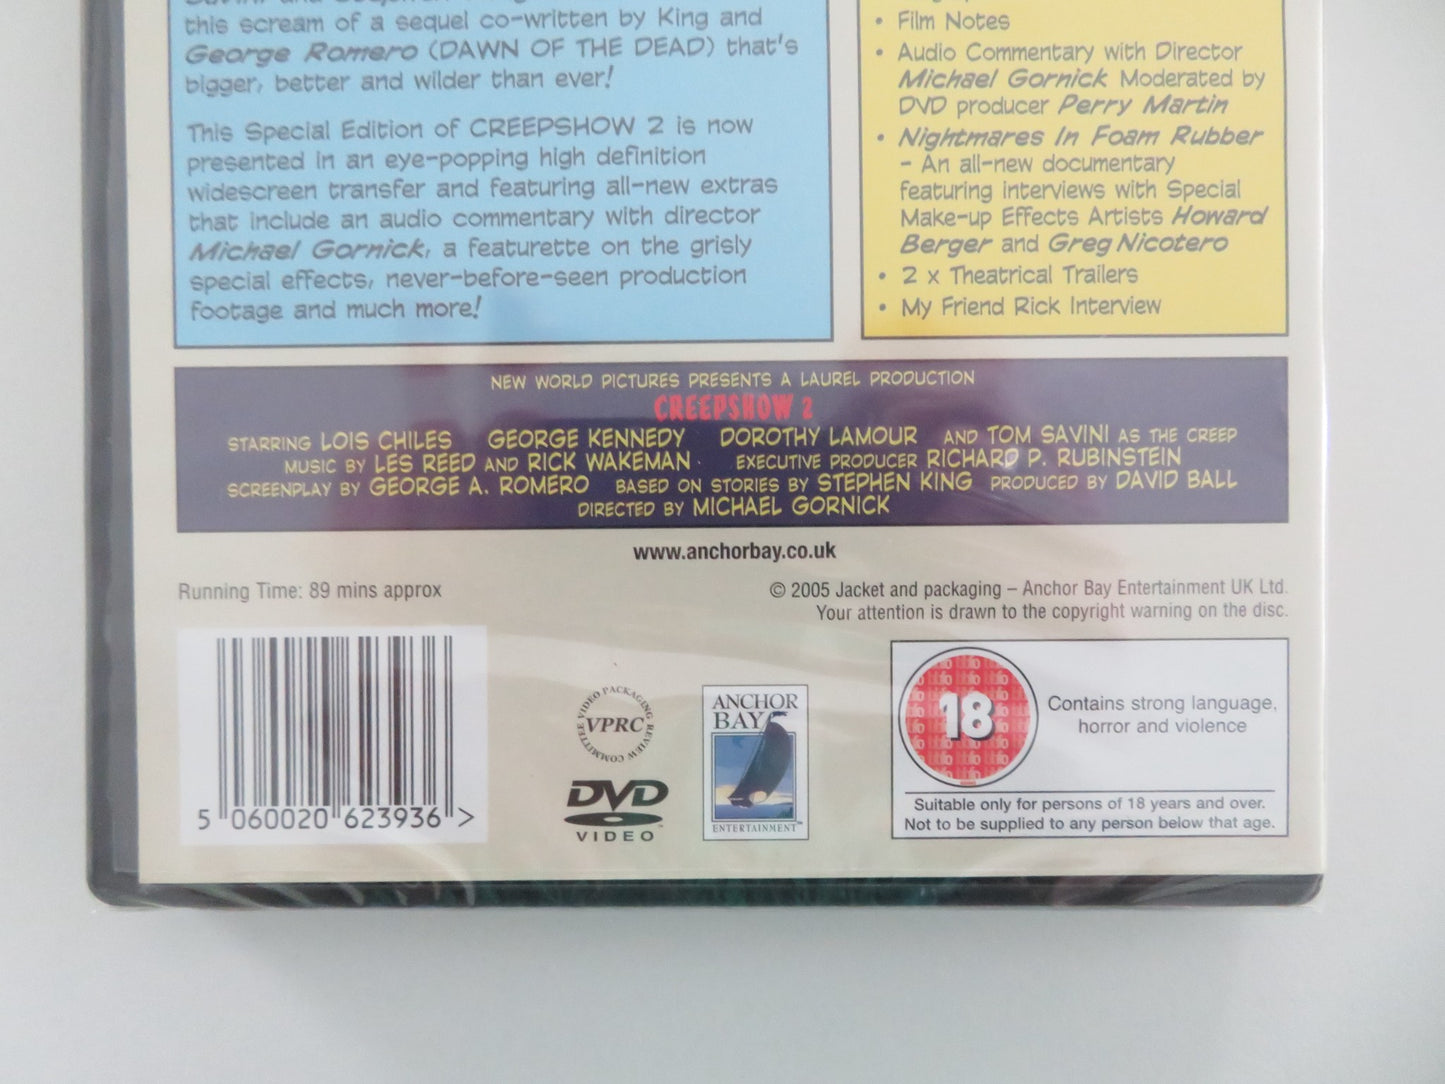 this scream of a sequel co-written by King and
George Romero (DAWN OF THE DEAD) that's
bigger, better and wilder than ever!
This Special Edition of CREEPSHOW 2 is now
presented in an eye-popping high definition
widescreen transfer and featuring all-new extras
that include an audio commentary with director
Michael Gornick, a featurette on the grisly
special effects, never-before-seen production
footage and much more!
• Film Notes
• Audio Commentary with Director
Michael Gornick Moderated by
DVD producer Perry Martin
• Nightmares In Foam Rubber
- An all-new documentary
featuring interviews with Special
Make-up Effects Artists Howard
Berger and Greg Nicotero
• 2 x Theatrical Trailers
• My Friend Rick Interview
NEW WORLD PICTURES PRESENTS A LAUREL PRODUCTION
CREEPSHOW 2
STARRING LOIS CHILES GEORGE KENNEDY DOROTHY LAMOUR AND TOM SAVINI AS THE CREEP
MUSIC BY LES REED AND RICK WAKEMAN EXECUTIVE PRODUCER RICHARD P. RUBINSTEIN
SCREENPLAY BY GEORGE A. ROMERO BASED ON STORIES BY STEPHEN KING PRODUCED BY DAVID BALL
DIRECTED BY MICHAEL GORNICK
www.anchorbay.co.uk
Running Time: 89 mins approx
© 2005 Jacket and packaging – Anchor Bay Entertainment UK Ltd.
Your attention is drawn to the copyright warning on the disc.
5 060020 623936 >
VIDEO PACKAGING REVIEW COMMITTEE
VPRC
DVD
VIDEO™
ANCHOR
BAY
ENTERTAINMENT™
18
Contains strong language,
horror and violence
Suitable only for persons of 18 years and over.
Not to be supplied to any person below that age.